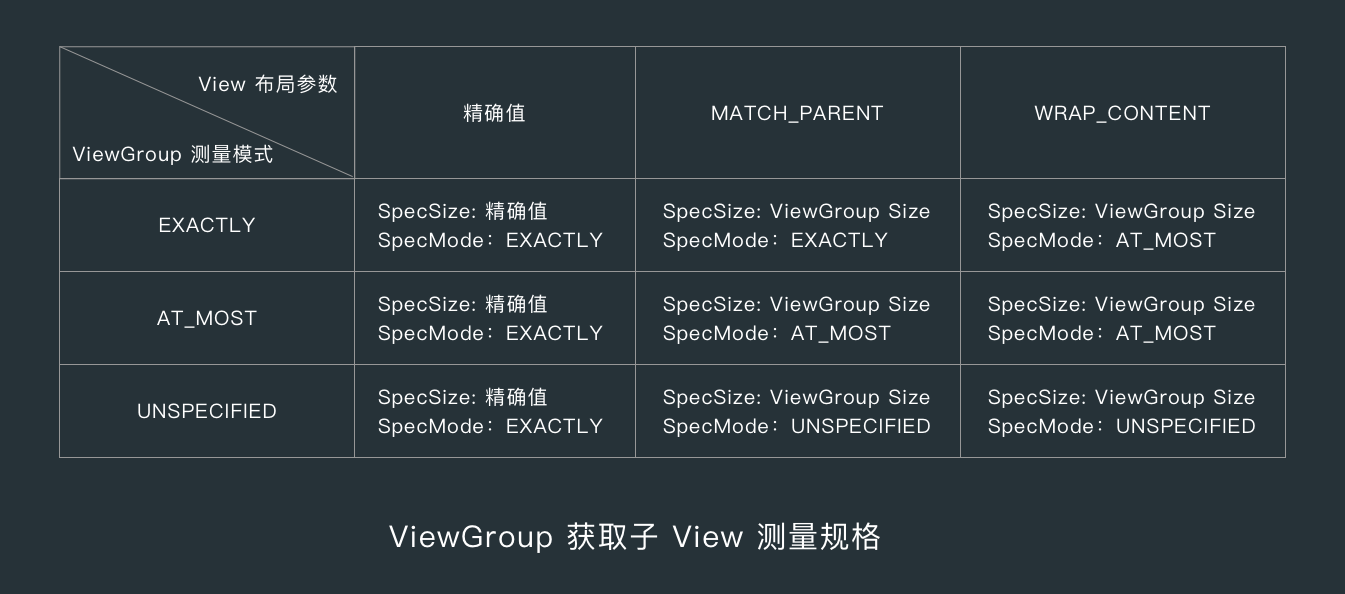 View 布局参数
ViewGroup 测量模式
精确值
MATCH_PARENT
WRAP_CONTENT
EXACTLY
SpecSize: 精确值
SpecMode：EXACTLY
SpecSize: ViewGroup Size
SpecMode：EXACTLY
SpecSize: ViewGroup Size
SpecMode：AT_MOST
AT_MOST
SpecSize: 精确值
SpecMode：EXACTLY
SpecSize: ViewGroup Size
SpecMode：AT_MOST
SpecSize: ViewGroup Size
SpecMode：AT_MOST
UNSPECIFIED
SpecSize: 精确值
SpecMode：EXACTLY
SpecSize: ViewGroup Size
SpecMode：UNSPECIFIED
SpecSize: ViewGroup Size
SpecMode：UNSPECIFIED
ViewGroup 获取子 View 测量规格